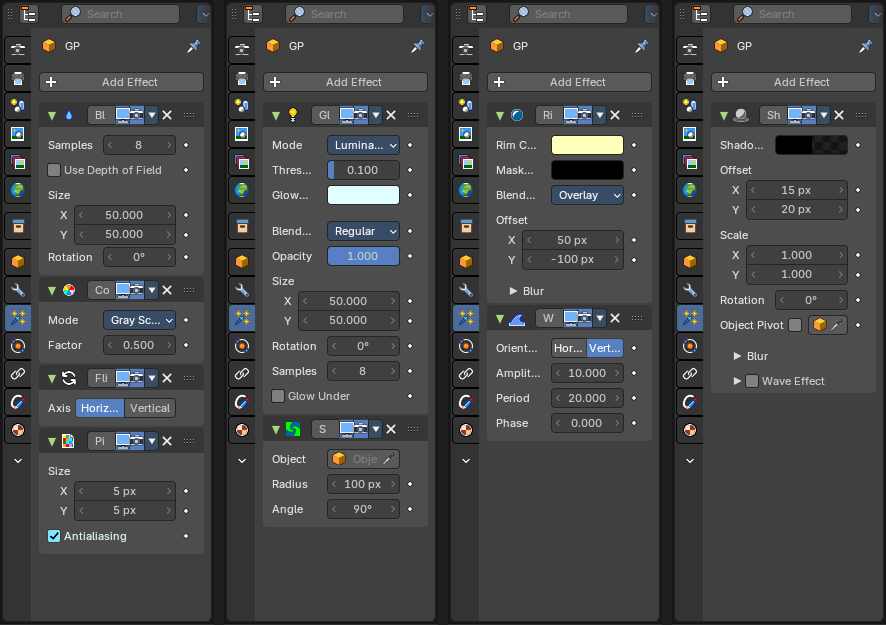 Search
GP
Add Effect
Bl
Samples 8
Use Depth of Field
Size
X 50.000
Y 50.000
Rotation 0°
Co
Mode Gray Sc...
Factor 0.500
Fli
Axis Horiz... Vertical
Pi
Size
X 5 px
Y 5 px
Antialiasing
Search
GP
Add Effect
Gl
Mode Lumina...
Thres... 0.100
Glow...
Blend... Regular
Opacity 1.000
Size
X 50.000
Y 50.000
Rotation 0°
Samples 8
Glow Under
S
Object Obje
Radius 100 px
Angle 90°
Search
GP
Add Effect
Ri
Rim C...
Mask...
Blend... Overlay
Offset
X 50 px
Y -100 px
Blur
W
Orient... Hor... Vert...
Amplit... 10.000
Period 20.000
Phase 0.000
Search
GP
Add Effect
Sh
Shado...
Offset
X 15 px
Y 20 px
Scale
X 1.000
Y 1.000
Rotation 0°
Object Pivot
Blur
Wave Effect